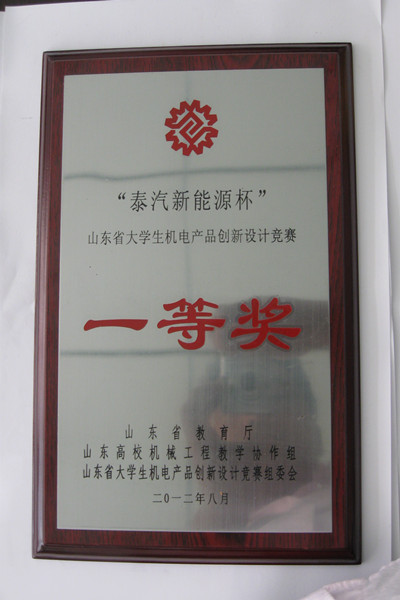 “泰汽新能源杯”
山东省大学生机电产品创新设计竞赛
一等奖
山东省教育厅
山东高校机械工程教学协作组
山东省大学生机电产品创新设计竞赛组委会
二〇一二年八月